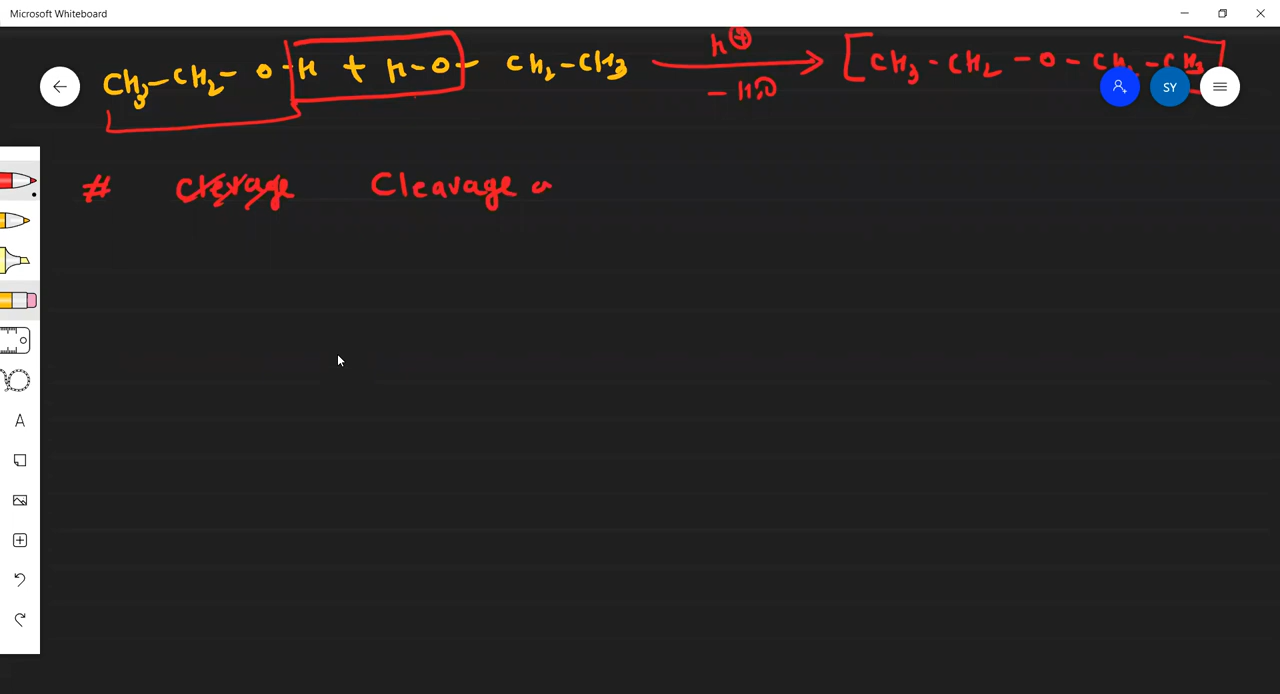 Microsoft Whiteboard
CH3-CH2-O-H + H-O-CH2-CH3 H⊕ [CH3-CH2-O-CH2-CH3]
- H2O
SY
# Clevage Cleavage o
A